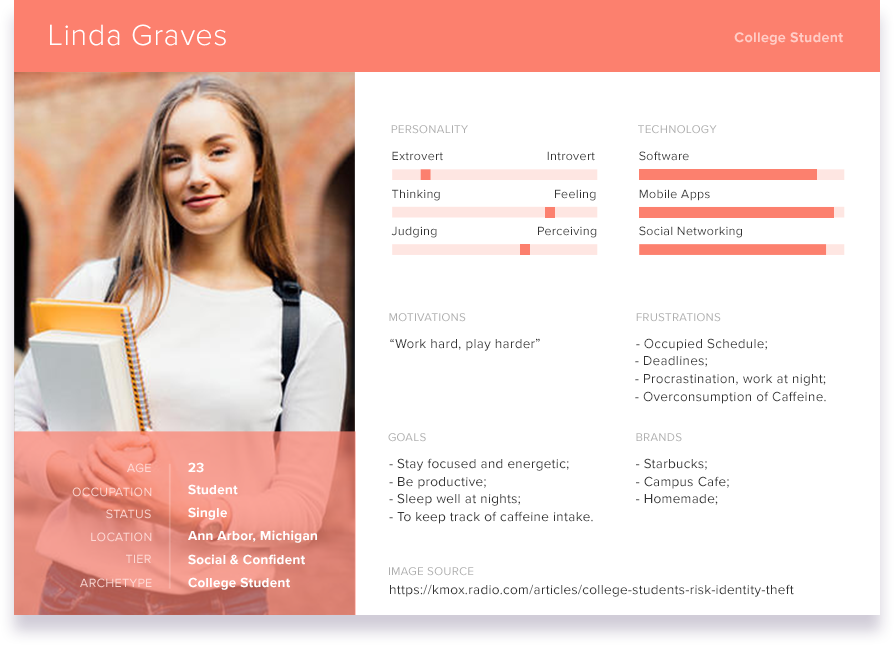 Linda Graves
College Student
PERSONALITY
Extrovert Introvert
Thinking Feeling
Judging Perceiving
TECHNOLOGY
Software
Mobile Apps
Social Networking
MOTIVATIONS
“Work hard, play harder”
FRUSTRATIONS
- Occupied Schedule;
- Deadlines;
- Procrastination, work at night;
- Overconsumption of Caffeine.
GOALS
- Stay focused and energetic;
- Be productive;
- Sleep well at nights;
- To keep track of caffeine intake.
BRANDS
- Starbucks;
- Campus Cafe;
- Homemade;
AGE 23
OCCUPATION Student
STATUS Single
LOCATION Ann Arbor, Michigan
TIER Social & Confident
ARCHETYPE College Student
IMAGE SOURCE
https://kmox.radio.com/articles/college-students-risk-identity-theft